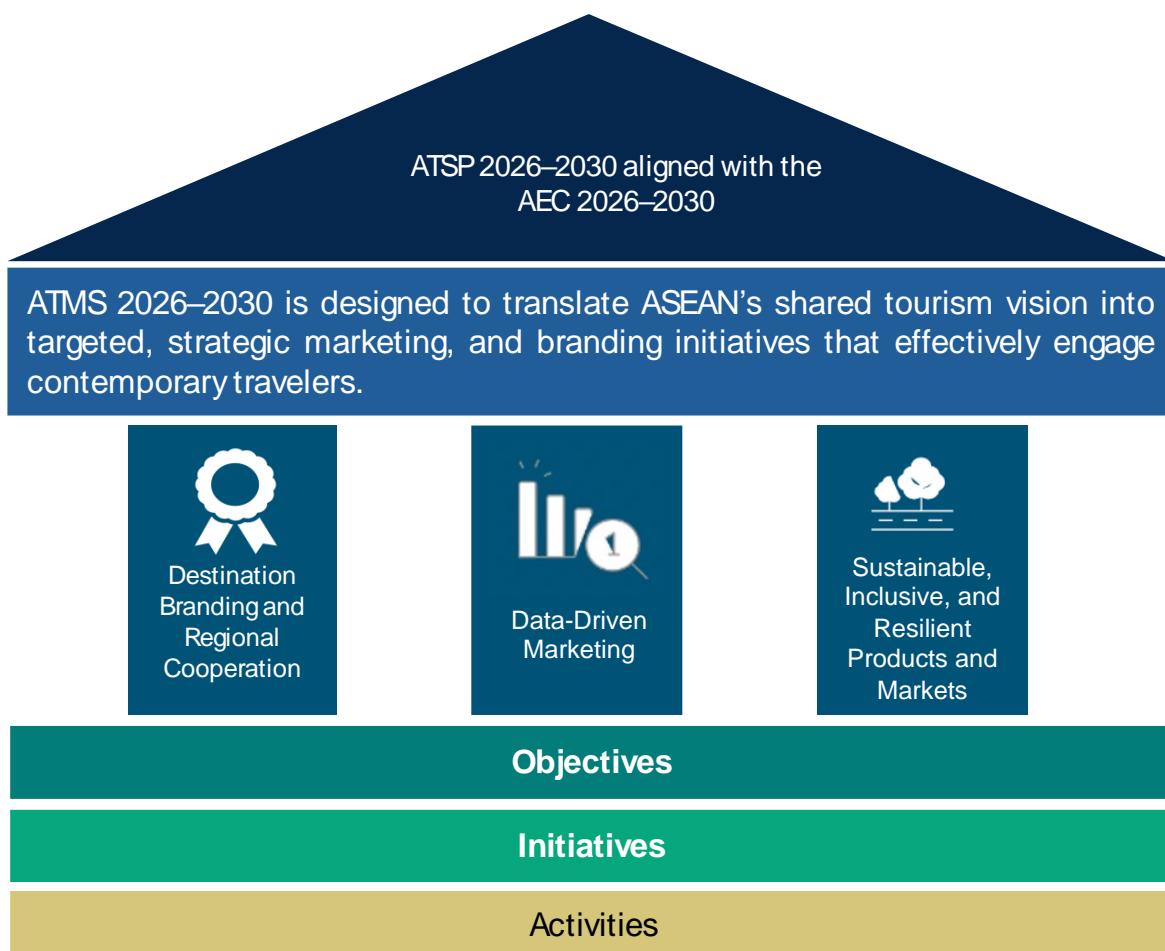 ATSP 2026–2030 aligned with the
AEC 2026–2030
ATMS 2026–2030 is designed to translate ASEAN’s shared tourism vision into
targeted, strategic marketing, and branding initiatives that effectively engage
contemporary travelers.
Destination
Branding and
Regional
Cooperation
1
Data-Driven
Marketing
Sustainable,
Inclusive, and
Resilient
Products and
Markets
Objectives
Initiatives
Activities